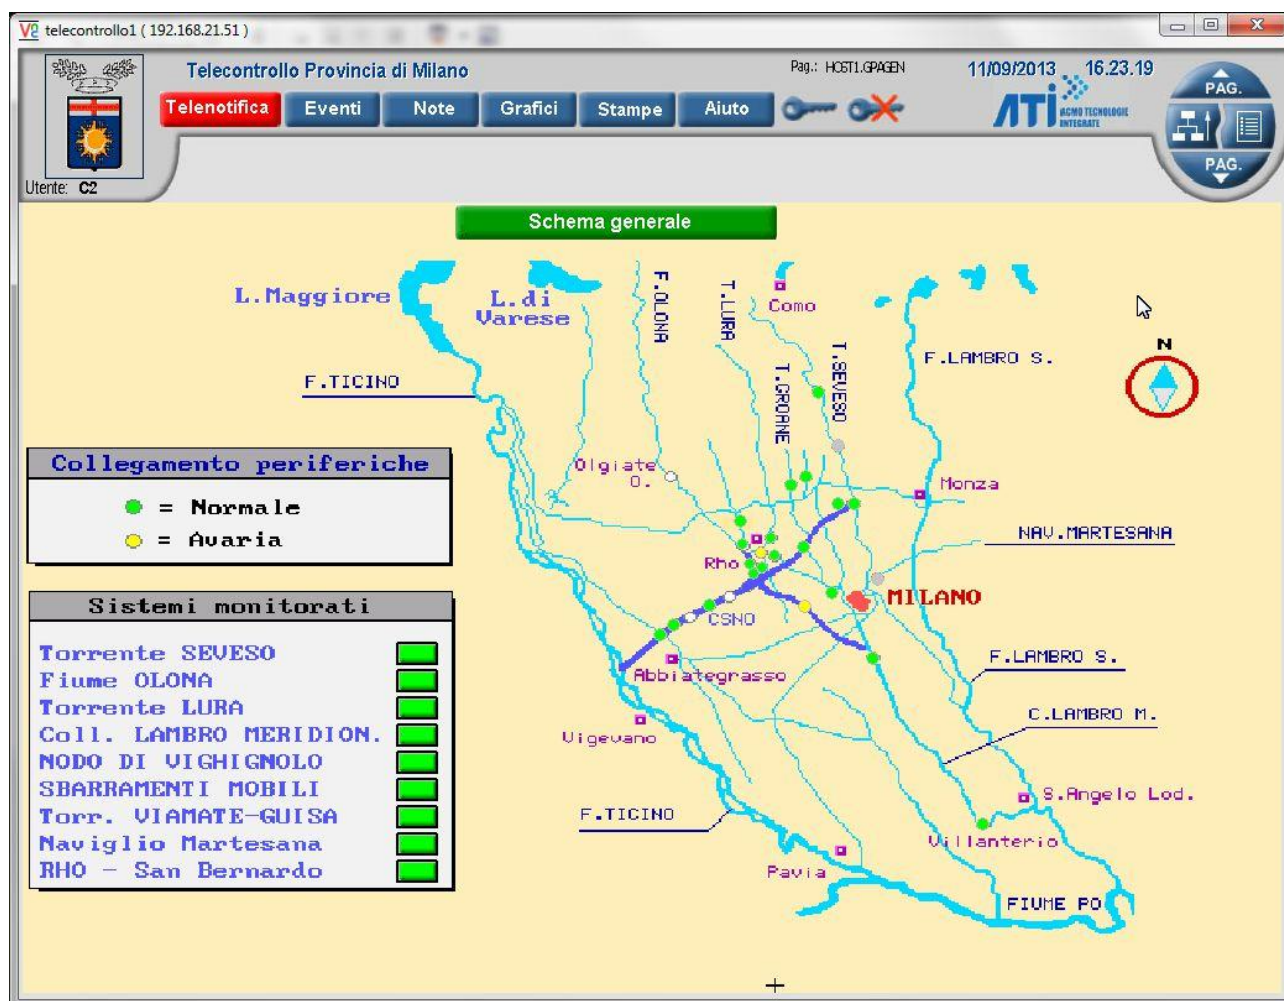 telecontrollo1 ( 192.168.21.51 )
Telecontrollo Provincia di Milano
Pag.: HOST1.GPAGEN
11/09/2013 16.23.19
PAG.
Telenotifica Eventi Note Grafici Stampe Aiuto
ATI ACMO TECNOLOGIE INTEGRATE
PAG.
Utente: C2
Schema generale
L.Maggiore
L.di
Varese
F.OLONA
T.LURA
Como
T.SEVESO
T.GROANE
F.LAMBRO S.
N
F.TICINO
Collegamento periferiche
= Normale
= Avaria
Olgiate
O.
Monza
NAV.MARTESANA
Rho
MILANO
CSNO
Sistemi monitorati
Torrente SEVESO
Fiume OLONA
Torrente LURA
Coll. LAMBRO MERIDION.
NODO DI VIGHIGNOLO
SBARRAMENTI MOBILI
Torr. VIAMATE-GUISA
Naviglio Martesana
RHO - San Bernardo
F.LAMBRO S.
Abbiategrasso
C.LAMBRO M.
Vigevano
S.Angelo Lod.
F.TICINO
Villanterio
Pavia
FIUME PO